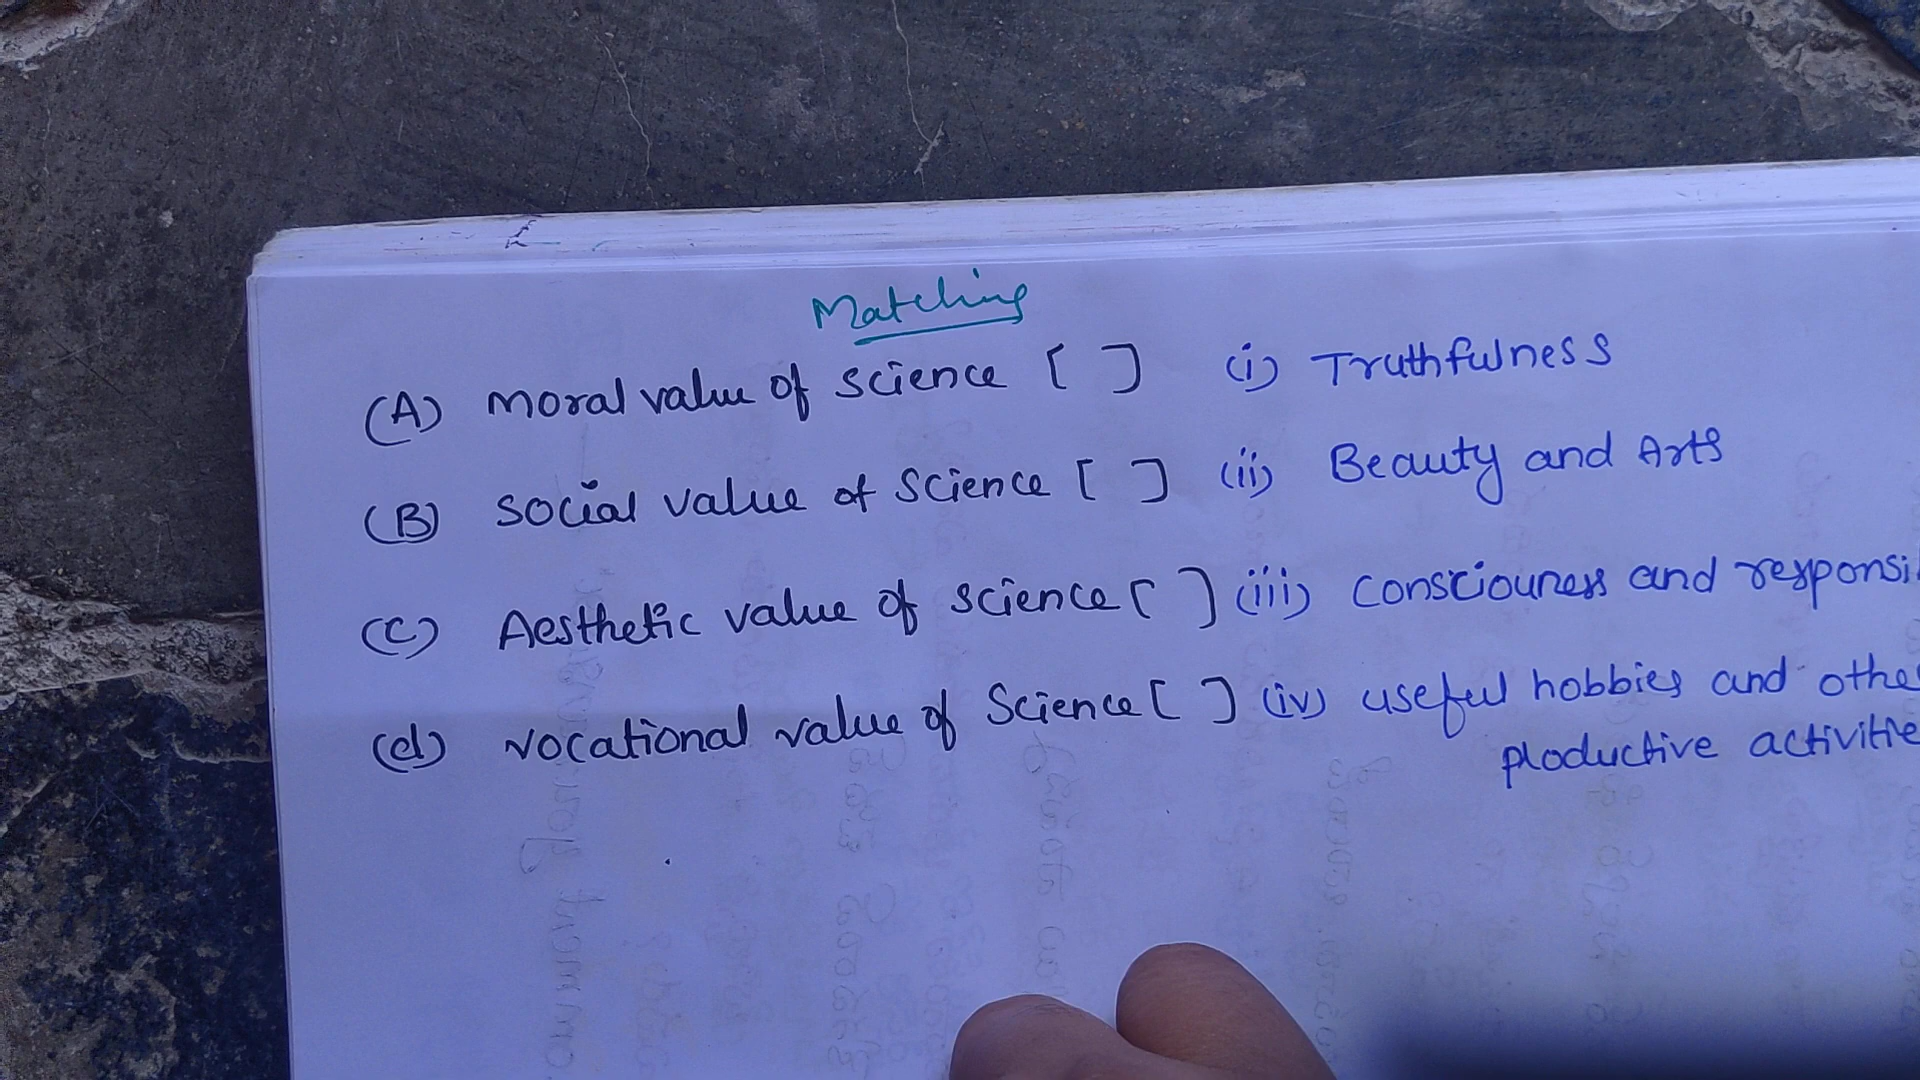 Matching
(A) Moral value of science [ ] (i) Truthfulness
(B) Social value of Science [ ] (ii) Beauty and Arts
(C) Aesthetic value of science [ ] (iii) Consciouness and responsi
(d) vocational value of Science [ ] (iv) useful hobbies and othe
ploductive activitie